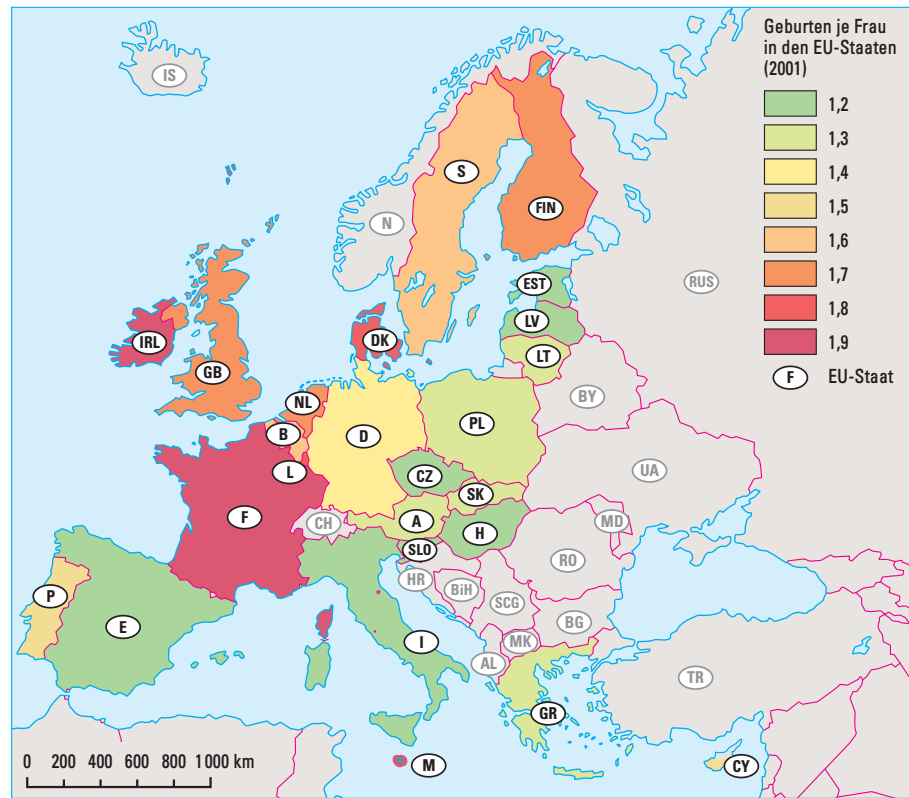 Geburten je Frau
in den EU-Staaten
(2001)
1,2
1,3
1,4
1,5
1,6
1,7
1,8
1,9
F EU-Staat
IS
S
N
FIN
RUS
EST
LV
LT
IRL
DK
GB
NL
BY
B
D
PL
L
CZ
UA
SK
F
CH
A
H
MD
SLO
RO
HR
BiH
P
SCG
E
I
BG
MK
AL
TR
GR
M
CY
0 200 400 600 800 1000 km